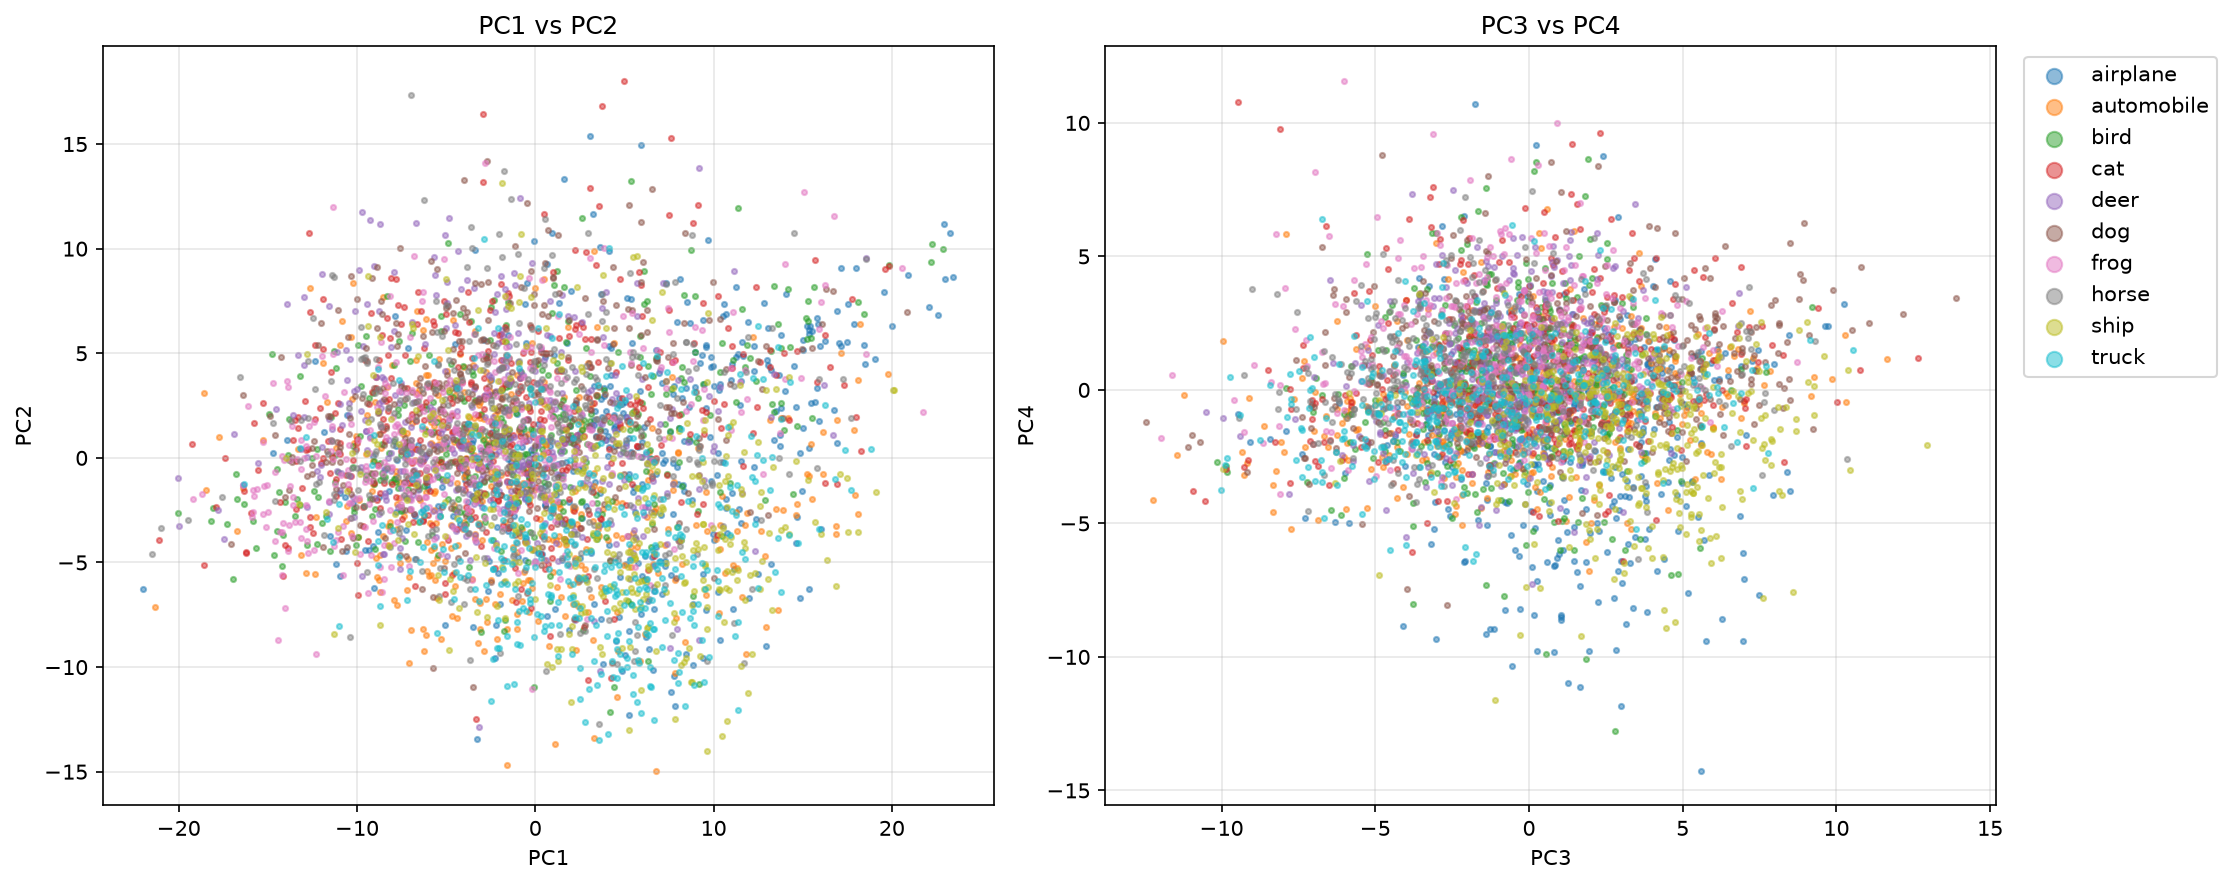 PC1 vs PC2
15
10
5
0
−5
−10
−15
PC2
−20
−10
0
10
20
PC1
PC3 vs PC4
10
5
0
−5
−10
−15
PC4
−10
−5
0
5
10
15
PC3
airplane
automobile
bird
cat
deer
dog
frog
horse
ship
truck